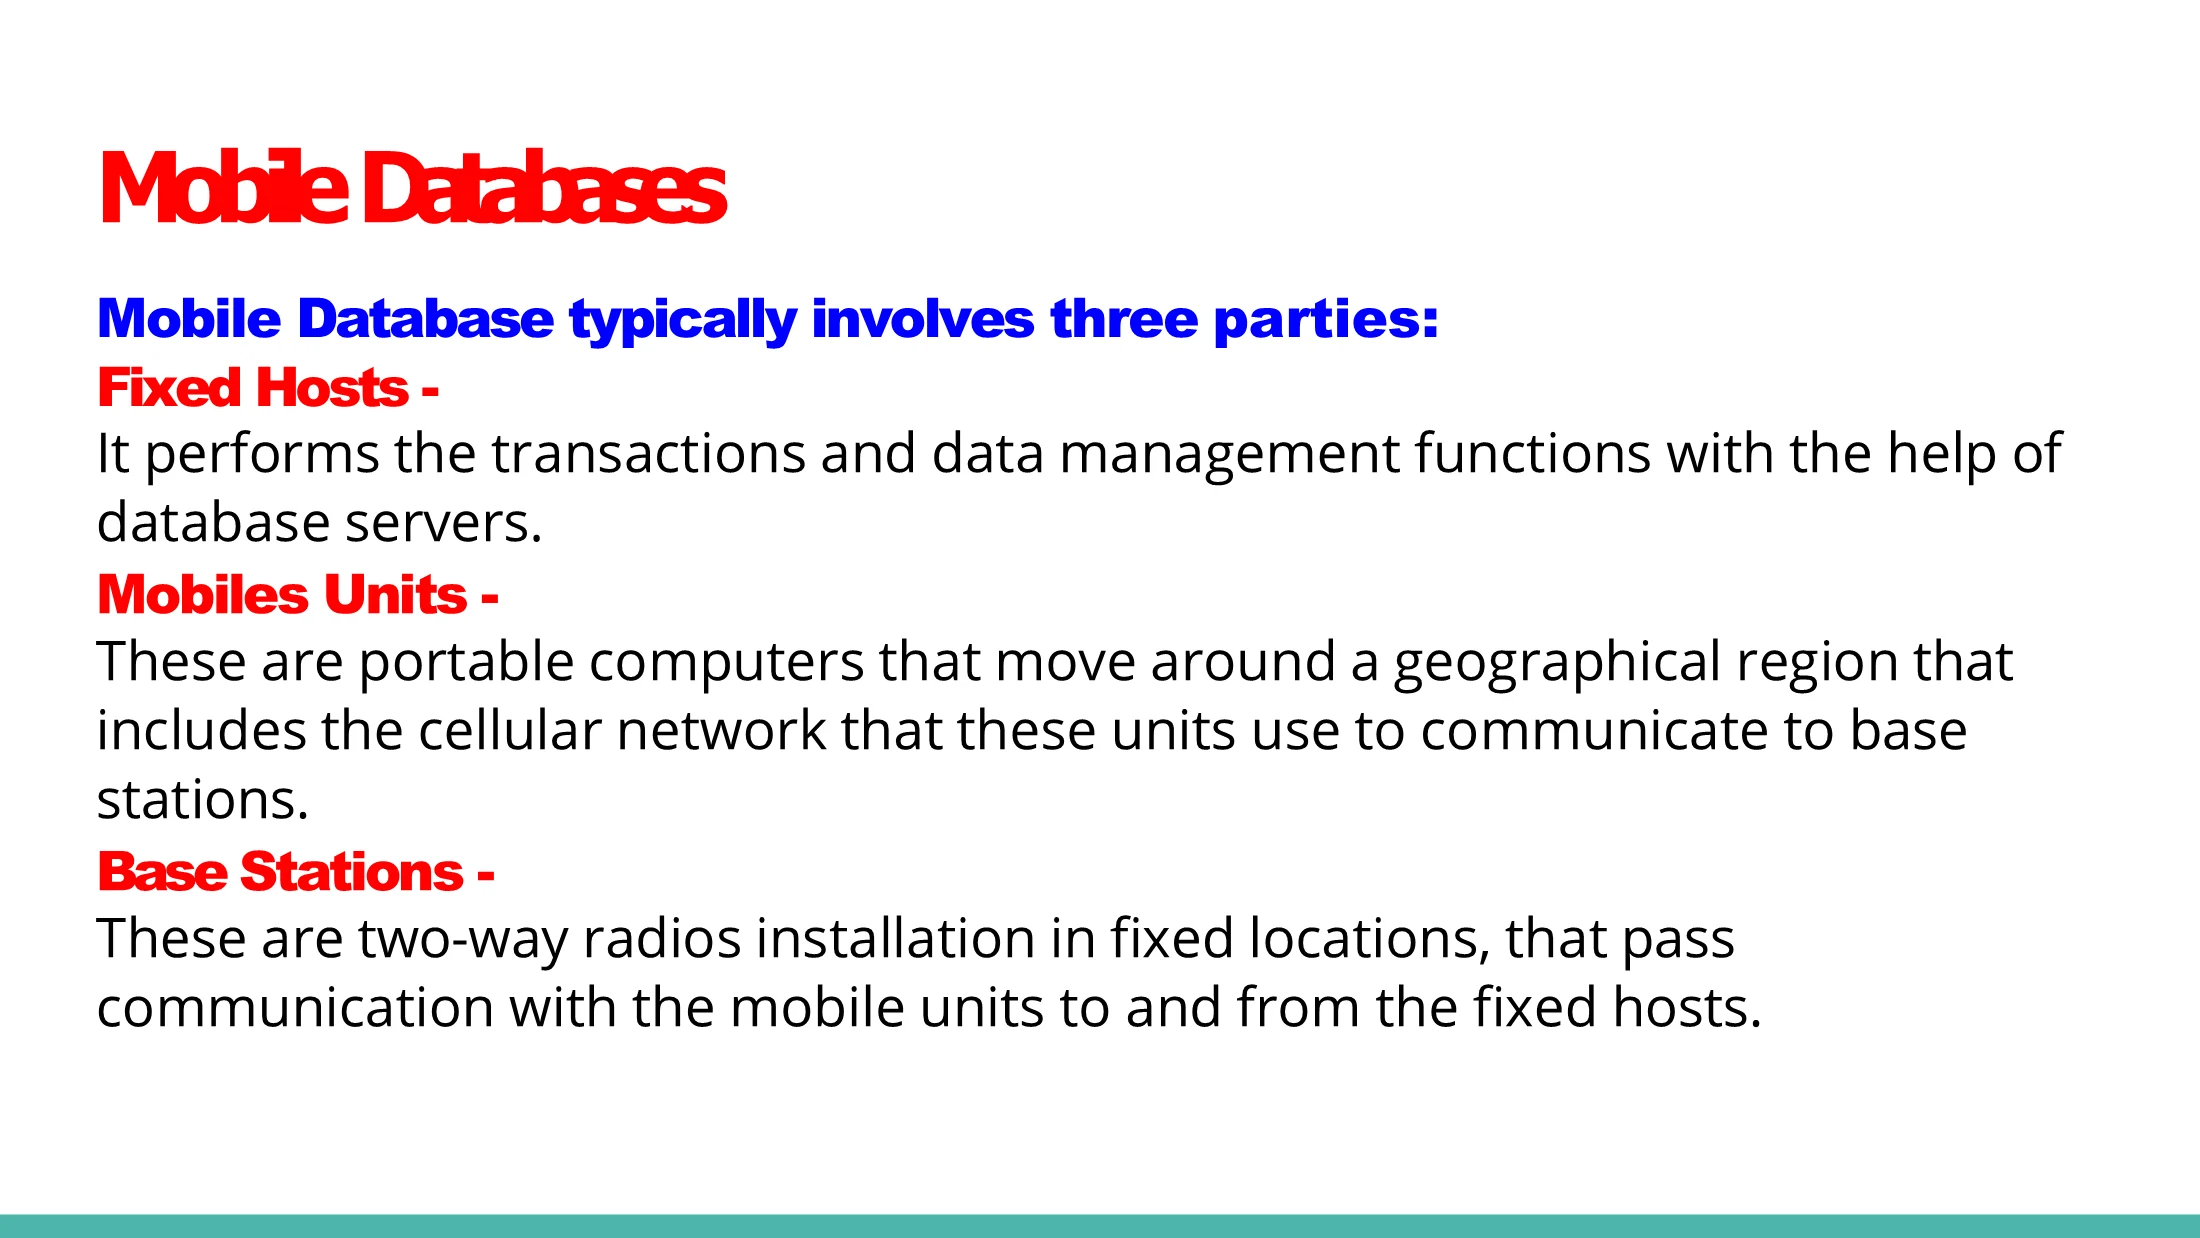 Mobile Databases
Mobile Database typically involves three parties:
Fixed Hosts -
It performs the transactions and data management functions with the help of
database servers.
Mobiles Units -
These are portable computers that move around a geographical region that
includes the cellular network that these units use to communicate to base
stations.
Base Stations -
These are two-way radios installation in fixed locations, that pass
communication with the mobile units to and from the fixed hosts.